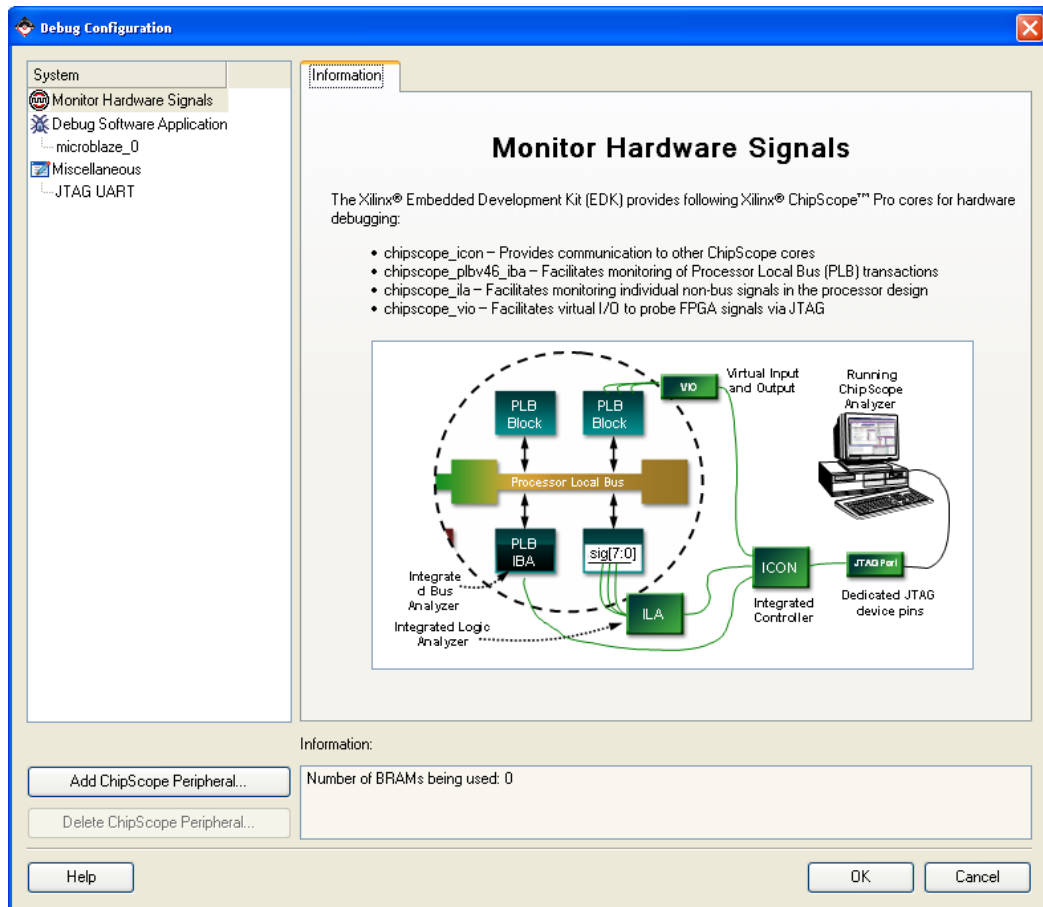 Debug Configuration
System
Monitor Hardware Signals
Debug Software Application
microblaze_0
Miscellaneous
JTAG UART
Information
Monitor Hardware Signals
The Xilinx® Embedded Development Kit (EDK) provides following Xilinx® ChipScope™ Pro cores for hardware
debugging:
• chipscope_icon – Provides communication to other ChipScope cores
• chipscope_plbv46_iba – Facilitates monitoring of Processor Local Bus (PLB) transactions
• chipscope_ila – Facilitates monitoring individual non-bus signals in the processor design
• chipscope_vio – Facilitates virtual I/O to probe FPGA signals via JTAG
PLB
Block
PLB
Block
VIO
Virtual Input
and Output
Running
ChipScope
Analyzer
Processor Local Bus
PLB
IBA
sig[7:0]
Integrate
d Bus
Analyzer
Integrated Logic
Analyzer
ILA
ICON
Integrated
Controller
JTAG Port
Dedicated JTAG
device pins
Information:
Number of BRAMs being used: 0
Add ChipScope Peripheral...
Delete ChipScope Peripheral...
Help
OK
Cancel